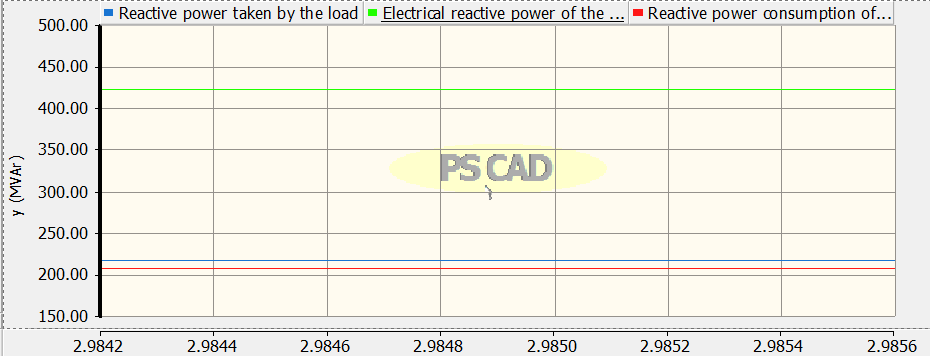 Reactive power taken by the load Electrical reactive power of the ... Reactive power consumption of...
500.00
450.00
400.00
350.00
300.00
250.00
200.00
150.00
y (MVAr)
PSCAD
2.9842 2.9844 2.9846 2.9848 2.9850 2.9852 2.9854 2.9856